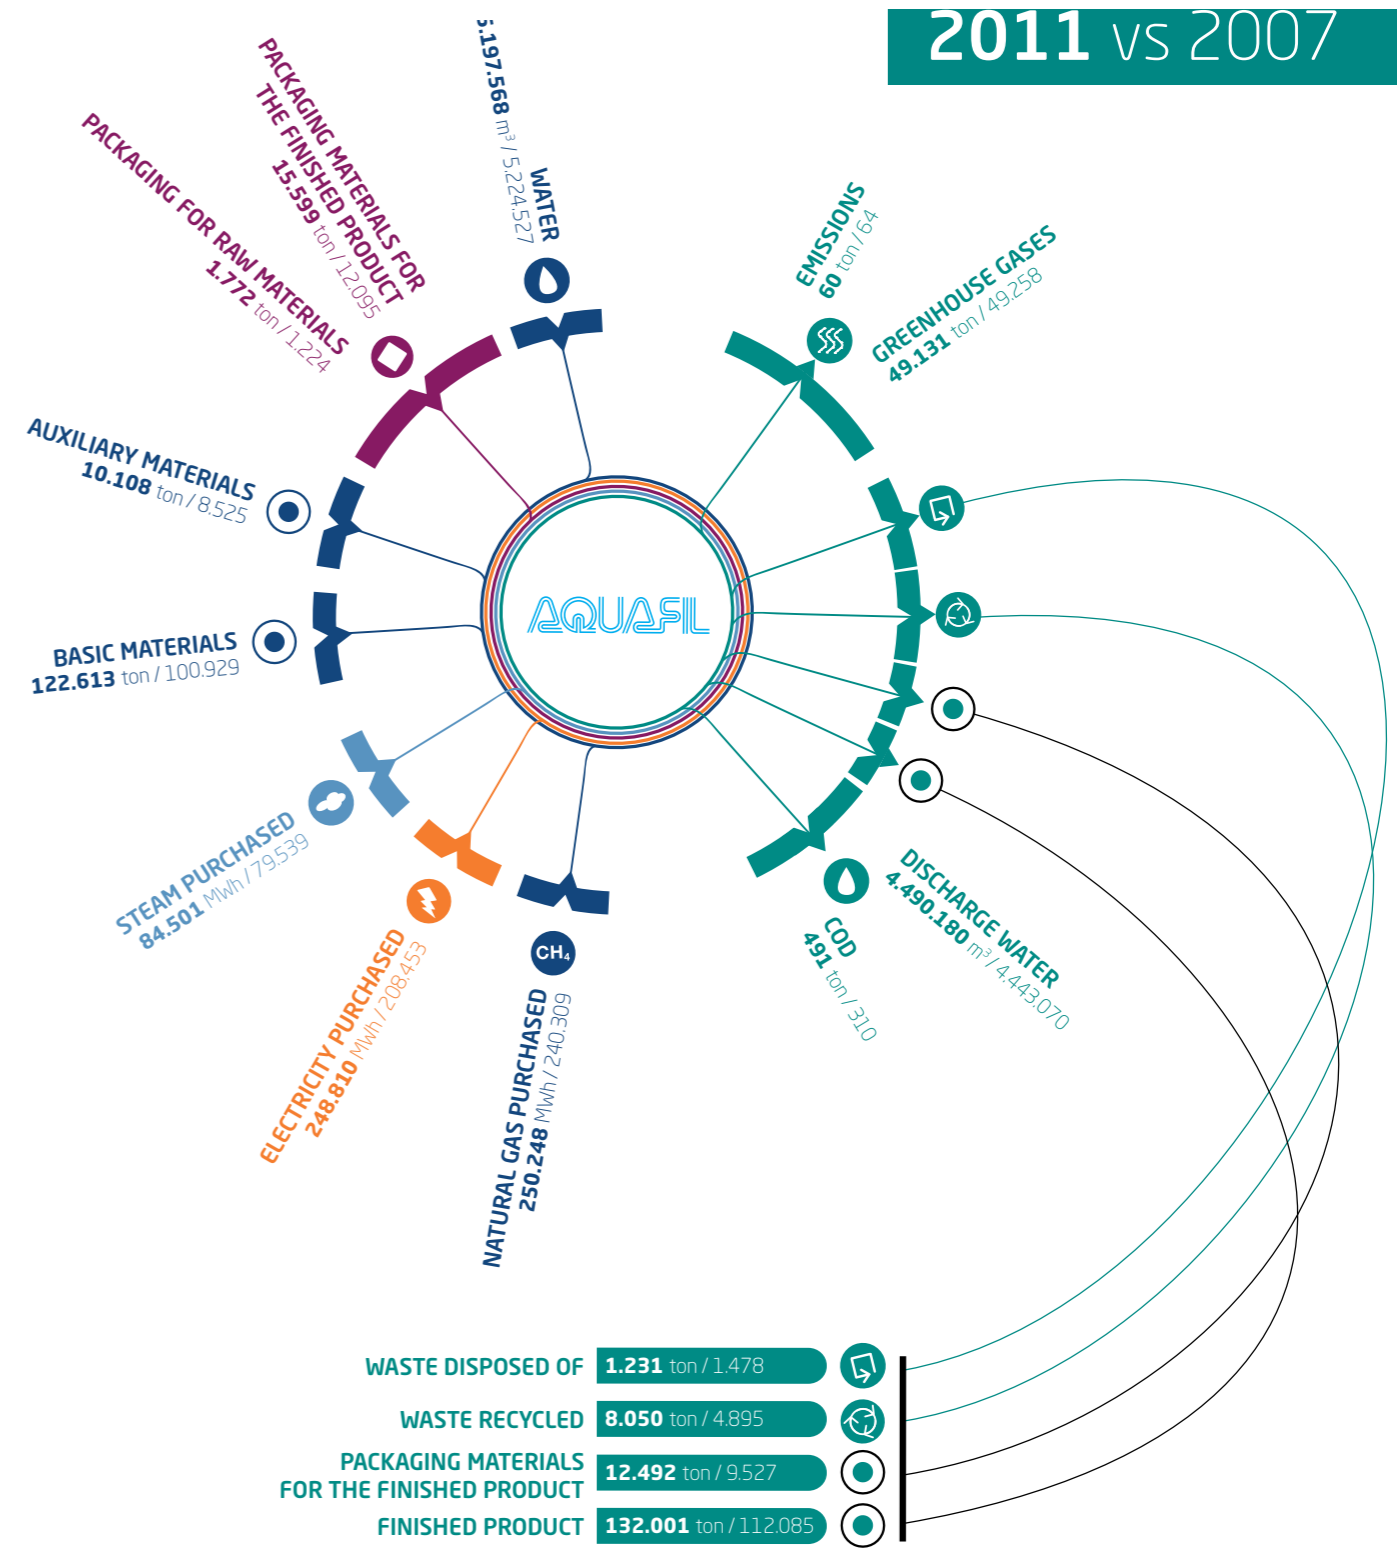 2011 vs 2007
5.197.568 m³ / 5.224.527
WATER
PACKAGING MATERIALS FOR
THE FINISHED PRODUCT
15.599 ton / 12.095
PACKAGING FOR RAW MATERIALS
1.772 ton / 1.224
AUXILIARY MATERIALS
10.108 ton / 8.525
BASIC MATERIALS
122.613 ton / 100.929
STEAM PURCHASED
84.501 MWh / 79.539
ELECTRICITY PURCHASED
248.810 MWh / 208.453
CH₄
NATURAL GAS PURCHASED
250.248 MWh / 240.309
AQUAFIL
EMISSIONS
60 ton / 64
GREENHOUSE GASES
49.131 ton / 49.258
DISCHARGE WATER
4.490.180 m³ / 4.443.070
COD
491 ton / 310
WASTE DISPOSED OF 1.231 ton / 1.478
WASTE RECYCLED 8.050 ton / 4.895
PACKAGING MATERIALS
FOR THE FINISHED PRODUCT 12.492 ton / 9.527
FINISHED PRODUCT 132.001 ton / 112.085